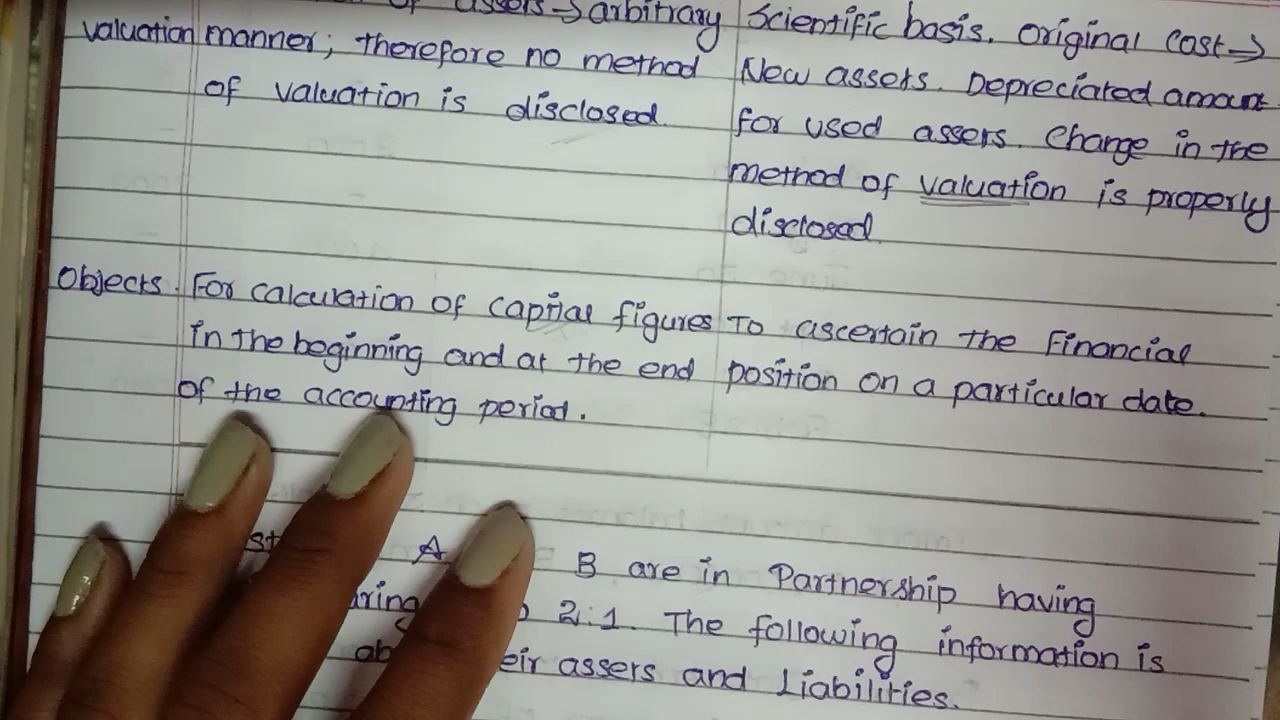 of assets → arbitrary Scientific basis. Original Cost →
valuation manner; therefore no method New assets. Depreciated amount
of valuation is disclosed for used assets. Change in the
method of valuation is properly
disclosed
Objects. For calculation of capital figures To ascertain the Financial
in the beginning and at the end position on a particular date.
of the accounting period.
A B are in Partnership having
2:1. The following information is
assets and Liabilities.